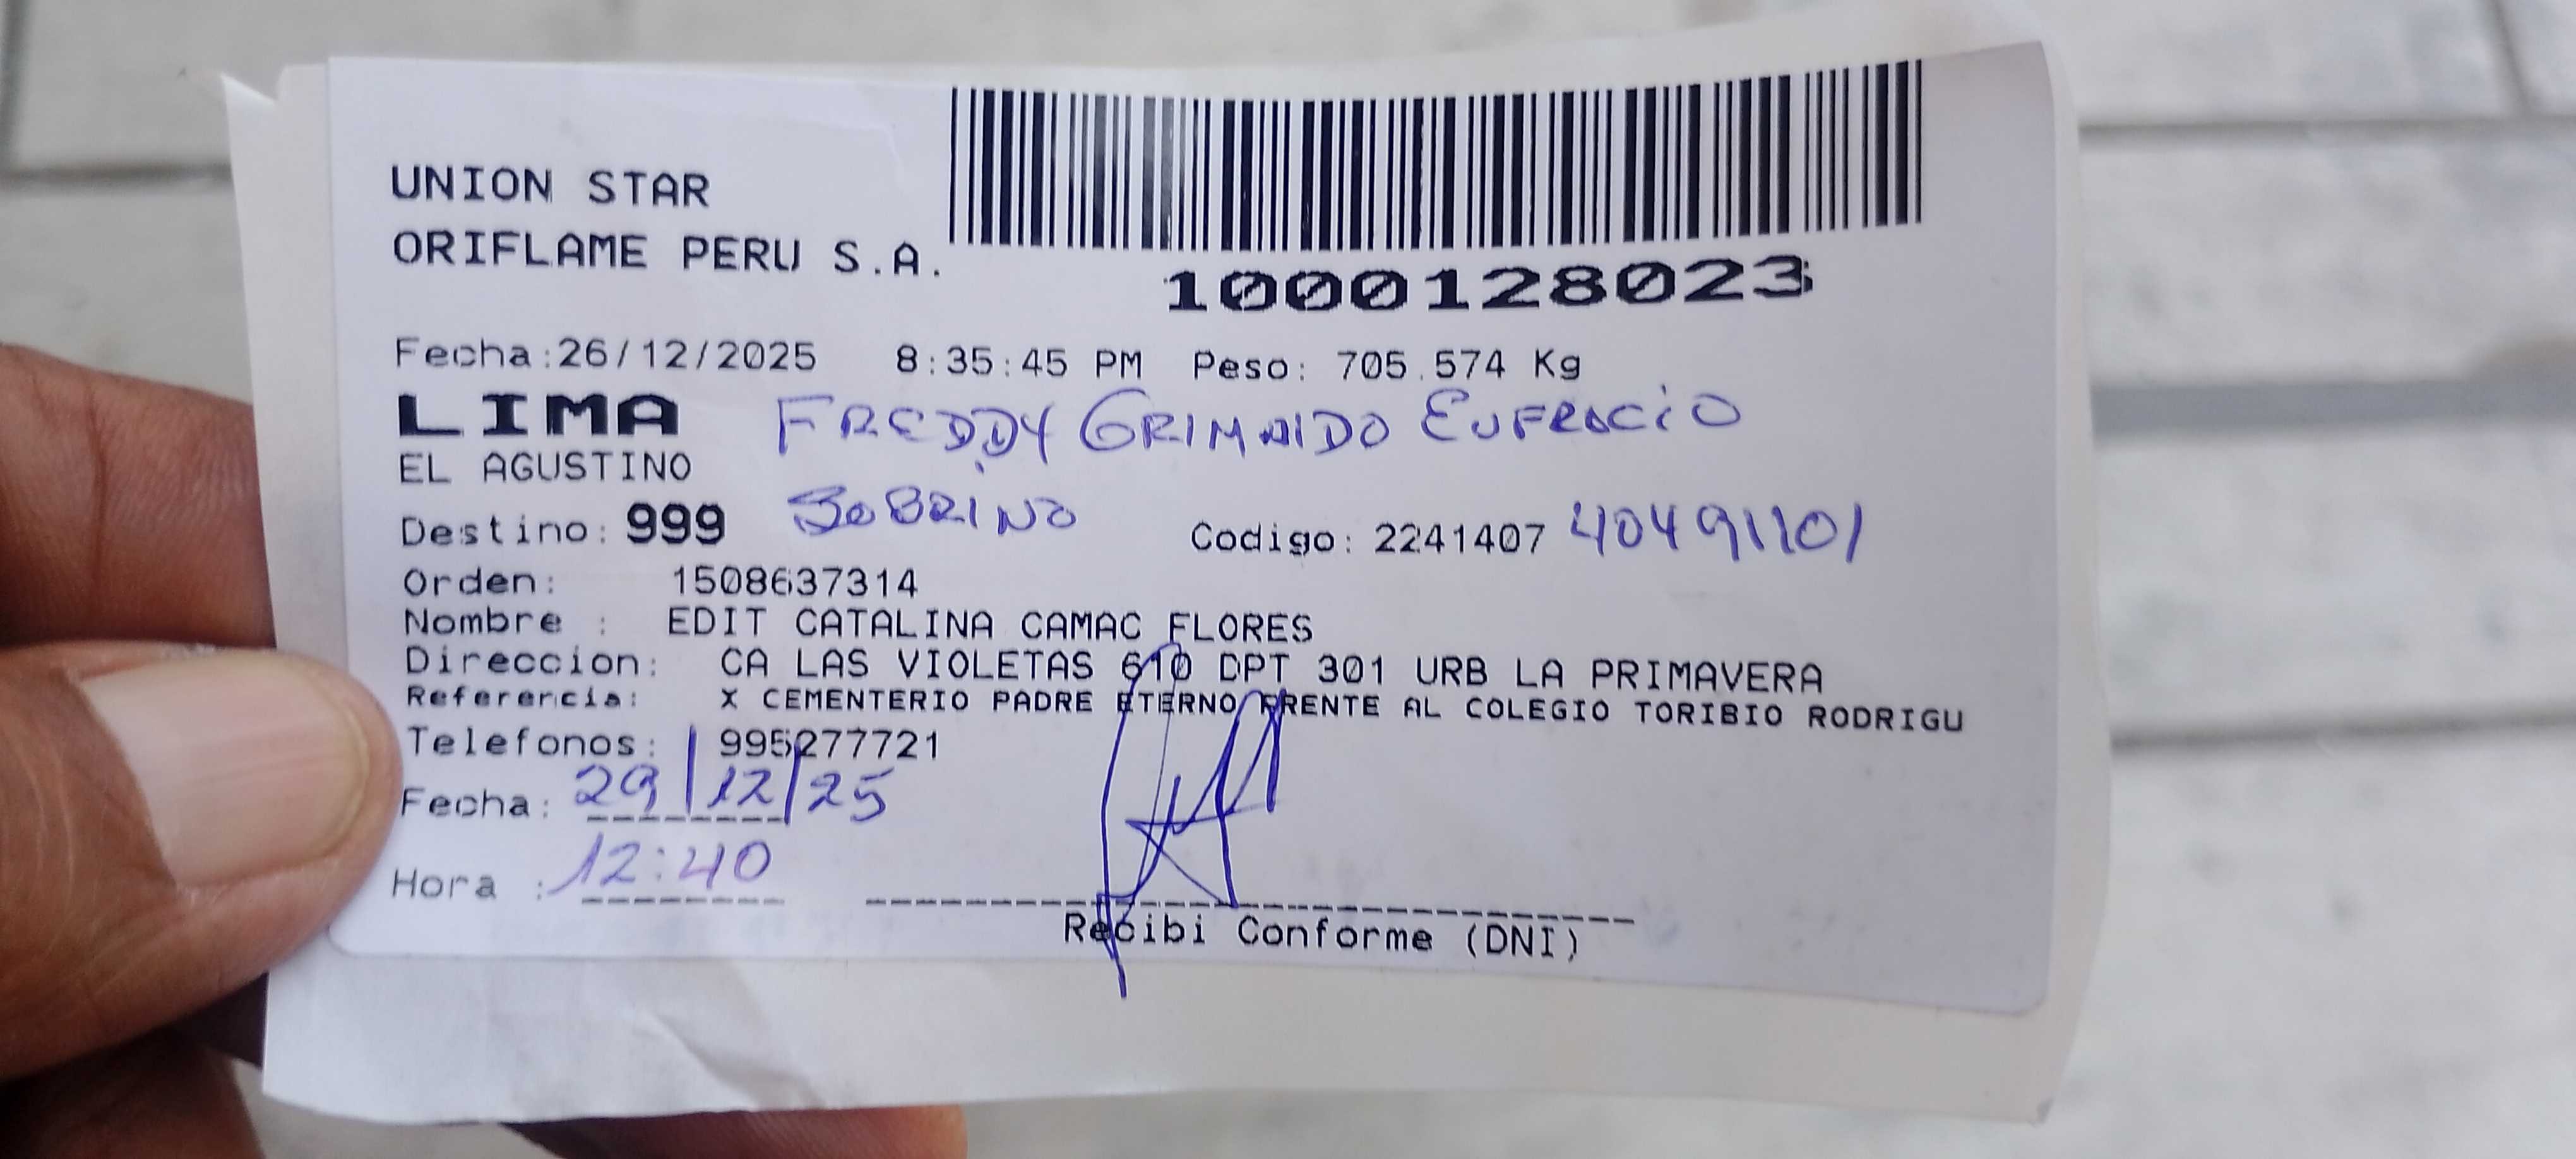 UNION STAR
ORIFLAME PERU S.A.
1000128023
Fecha:26/12/2025 8:35:45 PM Peso: 705.574 Kg
LIMA FREDDY GRIMALDO EUFRACIO
EL AGUSTINO
Destino: 999 SOBRINO Codigo: 2241407 40491101
Orden: 1508637314
Nombre : EDIT CATALINA CAMAC FLORES
Direccion: CA LAS VIOLETAS 610 DPT 301 URB LA PRIMAVERA
Referencia: X CEMENTERIO PADRE ETERNO FRENTE AL COLEGIO TORIBIO RODRIGU
Telefonos: 995277721
Fecha: 29/12/25
Hora : 12:40
Recibi Conforme (DNI)